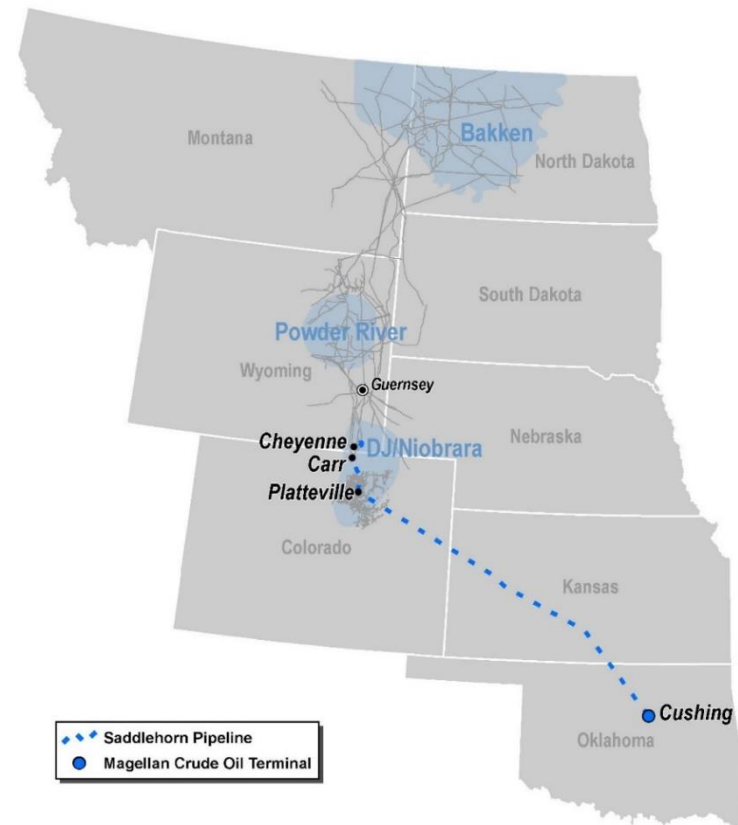 Montana
Bakken
North Dakota
South Dakota
Powder River
Wyoming
Guernsey
Nebraska
Cheyenne
DJ/Niobrara
Carr
Platteville
Colorado
Kansas
Cushing
Oklahoma
Saddlehorn Pipeline
Magellan Crude Oil Terminal